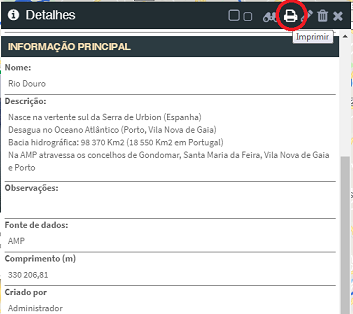 Detalhes
Imprimir
INFORMAÇÃO PRINCIPAL
Nome:
Rio Douro
Descrição:
Nasce na vertente sul da Serra de Urbion (Espanha)
Desagua no Oceano Atlântico (Porto, Vila Nova de Gaia)
Bacia hidrográfica: 98 370 Km2 (18 550 Km2 em Portugal)
Na AMP atravessa os concelhos de Gondomar, Santa Maria da Feira, Vila Nova de Gaia
e Porto
Observações:
Fonte de dados:
AMP
Comprimento (m)
330 206,81
Criado por
Administrador